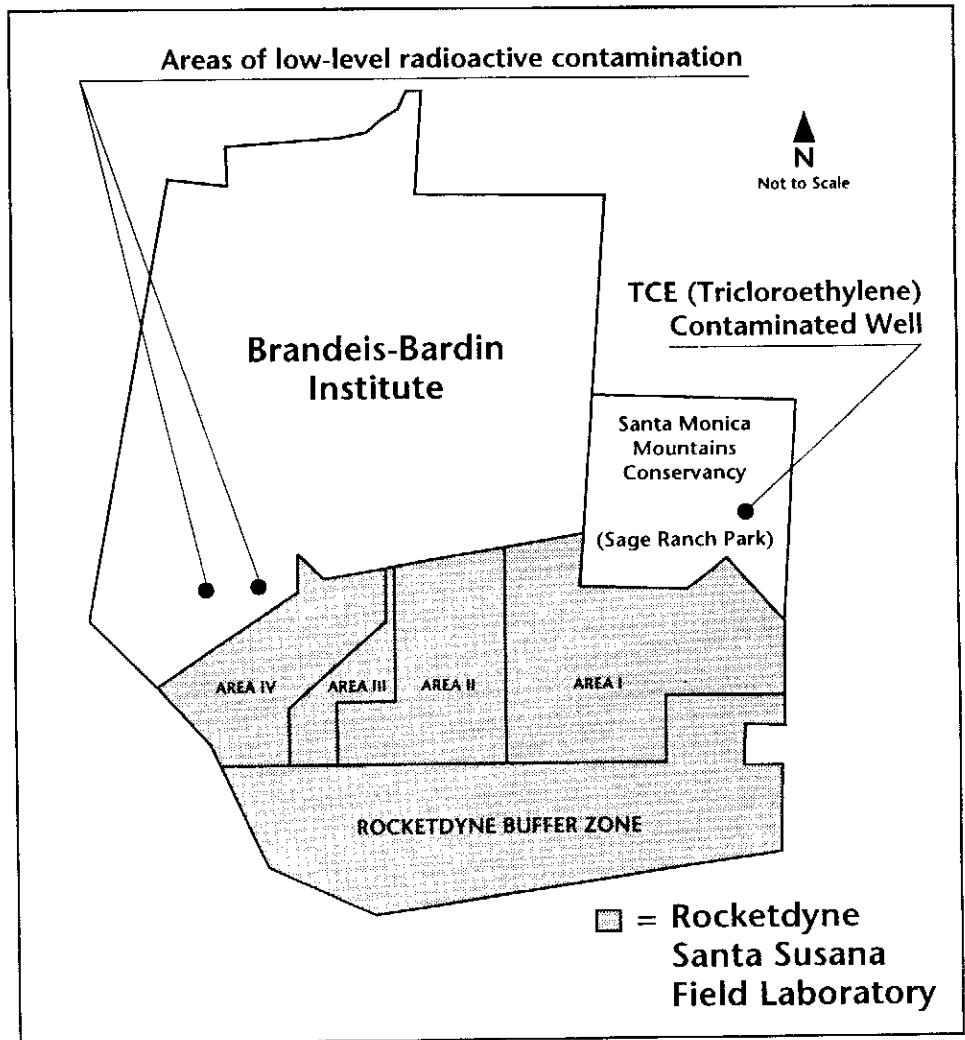 Areas of low-level radioactive contamination
N
Not to Scale
TCE (Tricloroethylene)
Contaminated Well
Brandeis-Bardin
Institute
Santa Monica
Mountains
Conservancy
(Sage Ranch Park)
AREA IV
AREA III
AREA II
AREA I
ROCKETDYNE BUFFER ZONE
= Rocketdyne
Santa Susana
Field Laboratory